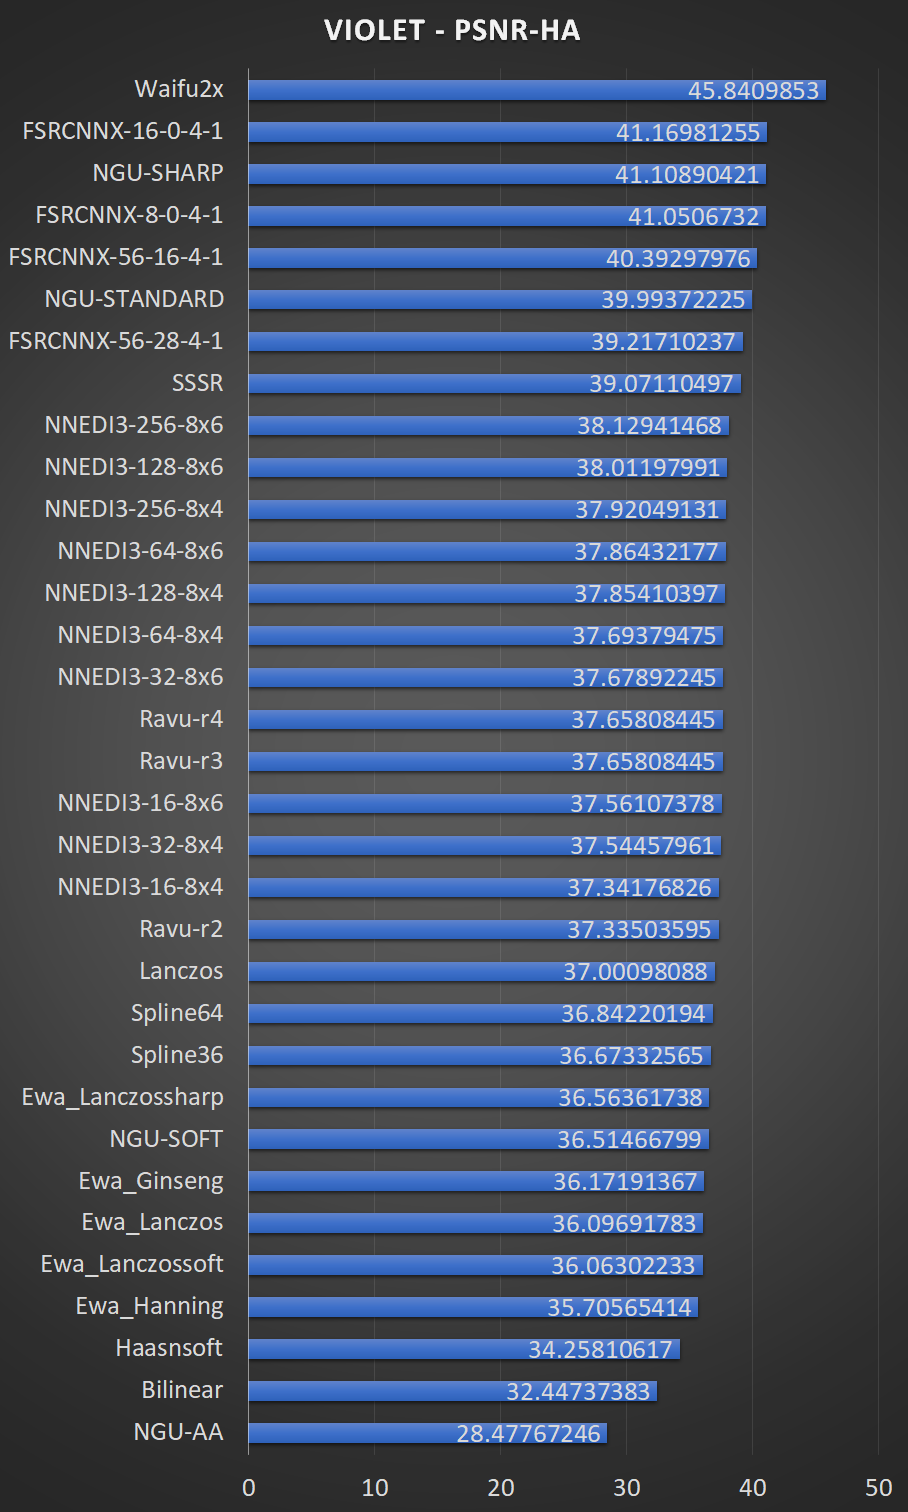 VIOLET - PSNR-HA
Waifu2x 45.8409853
FSRCNNX-16-0-4-1 41.16981255
NGU-SHARP 41.10890421
FSRCNNX-8-0-4-1 41.0506732
FSRCNNX-56-16-4-1 40.39297976
NGU-STANDARD 39.99372225
FSRCNNX-56-28-4-1 39.21710237
SSSR 39.07110497
NNEDI3-256-8x6 38.12941468
NNEDI3-128-8x6 38.01197991
NNEDI3-256-8x4 37.92049131
NNEDI3-64-8x6 37.86432177
NNEDI3-128-8x4 37.85410397
NNEDI3-64-8x4 37.69379475
NNEDI3-32-8x6 37.67892245
Ravu-r4 37.65808445
Ravu-r3 37.65808445
NNEDI3-16-8x6 37.56107378
NNEDI3-32-8x4 37.54457961
NNEDI3-16-8x4 37.34176826
Ravu-r2 37.33503595
Lanczos 37.00098088
Spline64 36.84220194
Spline36 36.67332565
Ewa_Lanczossharp 36.56361738
NGU-SOFT 36.51466799
Ewa_Ginseng 36.17191367
Ewa_Lanczos 36.09691783
Ewa_Lanczossoft 36.06302233
Ewa_Hanning 35.70565414
Haasnsoft 34.25810617
Bilinear 32.44737383
NGU-AA 28.47767246
0 10 20 30 40 50